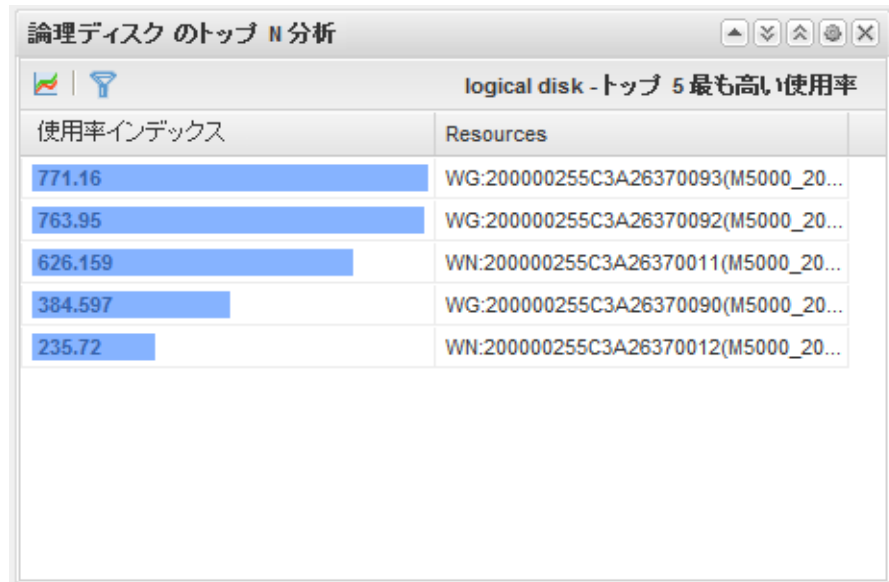 論理ディスク のトップ N 分析
logical disk -トップ 5 最も高い使用率
使用率インデックス Resources
771.16 WG:200000255C3A26370093(M5000_20...
763.95 WG:200000255C3A26370092(M5000_20...
626.159 WN:200000255C3A26370011(M5000_20...
384.597 WG:200000255C3A26370090(M5000_20...
235.72 WN:200000255C3A26370012(M5000_20...